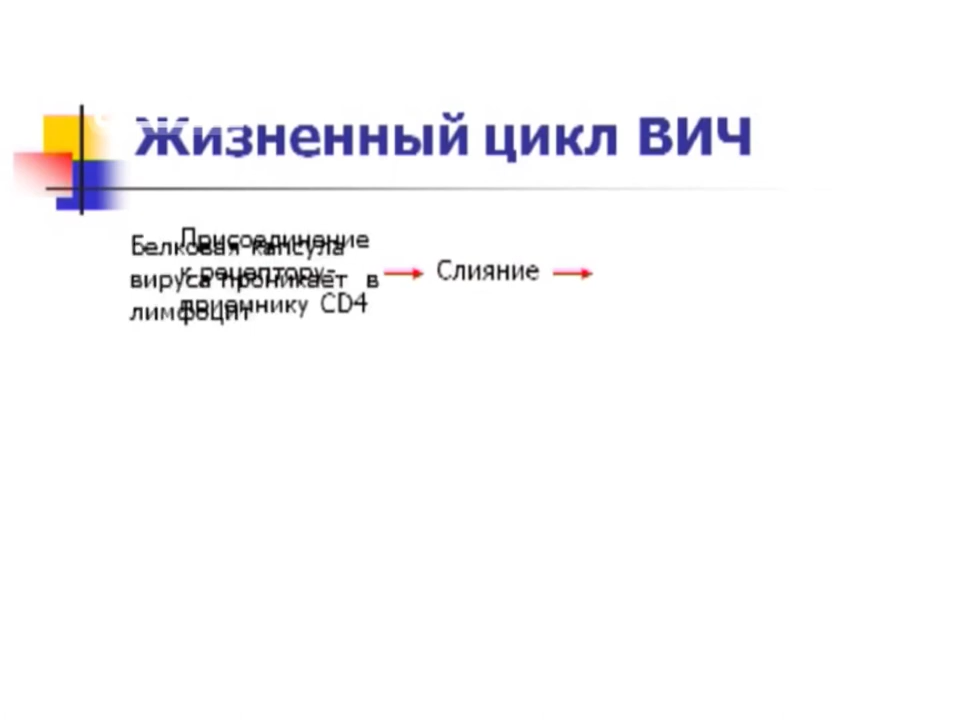 Жизненный цикл ВИЧ
Присоединение
к рецептору-
приемнику CD4
Белковая капсула
вируса проникает в
лимфоцит
Слияние